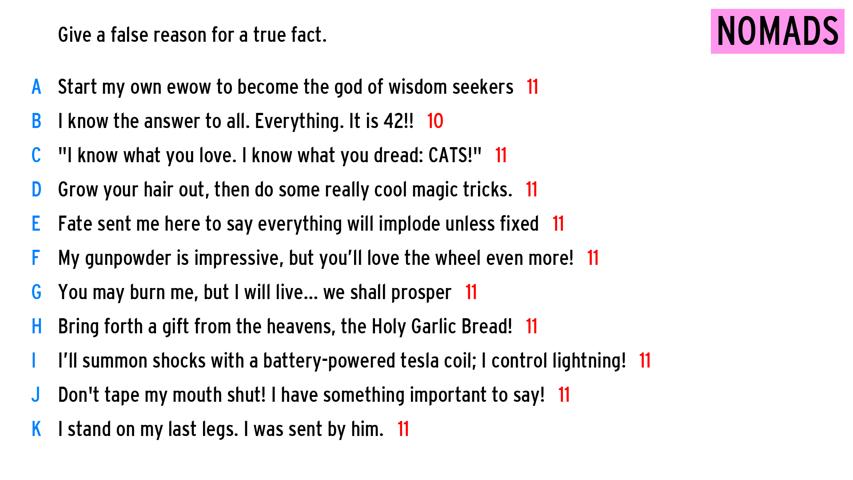 Give a false reason for a true fact.
NOMADS
A Start my own ewow to become the god of wisdom seekers 11
B I know the answer to all. Everything. It is 42!! 10
C "I know what you love. I know what you dread: CATS!" 11
D Grow your hair out, then do some really cool magic tricks. 11
E Fate sent me here to say everything will implode unless fixed 11
F My gunpowder is impressive, but you’ll love the wheel even more! 11
G You may burn me, but I will live... we shall prosper 11
H Bring forth a gift from the heavens, the Holy Garlic Bread! 11
I I’ll summon shocks with a battery-powered tesla coil; I control lightning! 11
J Don't tape my mouth shut! I have something important to say! 11
K I stand on my last legs. I was sent by him. 11